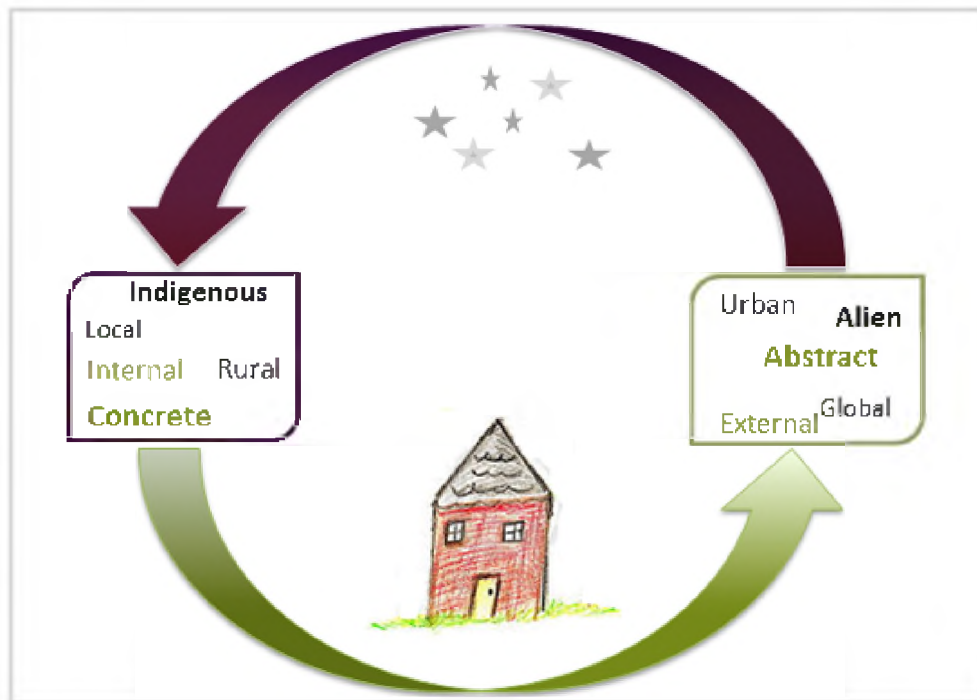 Indigenous
Local
Internal Rural
Concrete
Urban
Alien
Abstract
Global
External